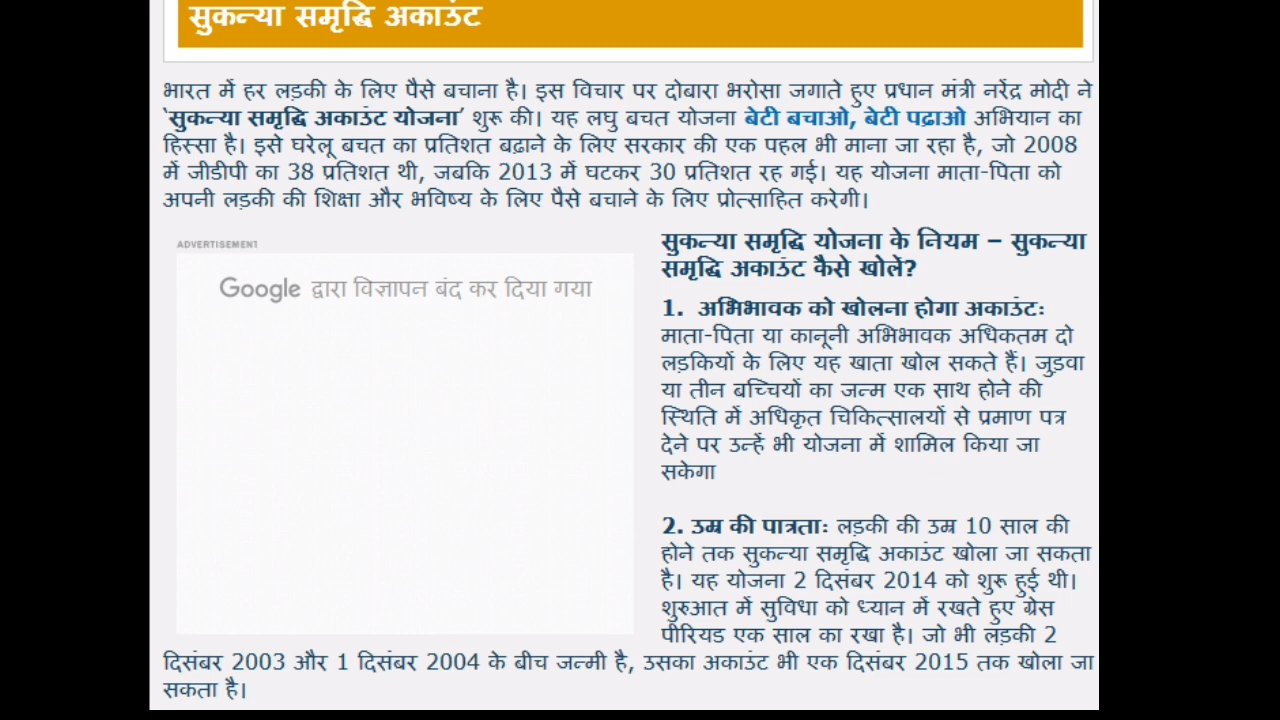 सुकन्या समृद्धि अकाउंट
भारत में हर लड़की के लिए पैसे बचाना है। इस विचार पर दोबारा भरोसा जगाते हुए प्रधान मंत्री नरेंद्र मोदी ने
'सुकन्या समृद्धि अकाउंट योजना' शुरू की। यह लघु बचत योजना बेटी बचाओ, बेटी पढ़ाओ अभियान का
हिस्सा है। इसे घरेलू बचत का प्रतिशत बढ़ाने के लिए सरकार की एक पहल भी माना जा रहा है, जो 2008
में जीडीपी का 38 प्रतिशत थी, जबकि 2013 में घटकर 30 प्रतिशत रह गई। यह योजना माता-पिता को
अपनी लड़की की शिक्षा और भविष्य के लिए पैसे बचाने के लिए प्रोत्साहित करेगी।
ADVERTISEMENT
Google द्वारा विज्ञापन बंद कर दिया गया
सुकन्या समृद्धि योजना के नियम – सुकन्या
समृद्धि अकाउंट कैसे खोलें?
1. अभिभावक को खोलना होगा अकाउंटः
माता-पिता या कानूनी अभिभावक अधिकतम दो
लड़कियों के लिए यह खाता खोल सकते हैं। जुड़वा
या तीन बच्चियों का जन्म एक साथ होने की
स्थिति में अधिकृत चिकित्सालयों से प्रमाण पत्र
देने पर उन्हें भी योजना में शामिल किया जा
सकेगा
2. उम्र की पात्रताः लड़की की उम्र 10 साल की
होने तक सुकन्या समृद्धि अकाउंट खोला जा सकता
है। यह योजना 2 दिसंबर 2014 को शुरू हुई थी।
शुरुआत में सुविधा को ध्यान में रखते हुए ग्रेस
पीरियड एक साल का रखा है। जो भी लड़की 2
दिसंबर 2003 और 1 दिसंबर 2004 के बीच जन्मी है, उसका अकाउंट भी एक दिसंबर 2015 तक खोला जा
सकता है।